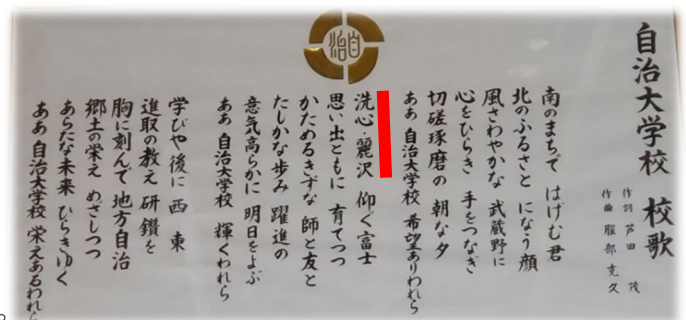 自治大学校 校歌
作詞 芦田 茂
作曲 服部克久
南のまちで はげむ君
北のふるさと になう顔
風さわやかな 武蔵野に
心をひらき 手をつなぎ
切磋琢磨の 朝な夕
ああ 自治大学校 希望ありわれら
洗心・麗沢 仰ぐ富士
思い出ともに 育てつつ
かためるきずな 師と友と
たしかな歩み 躍進の
意気高らかに 明日をよぶ
ああ 自治大学校 輝くわれら
学びや後に 西東
進取の教え 研鑽を
胸に刻んで 地方自治
郷土の栄え めざしつつ
あらたな未来 ひらきゆく
ああ 自治大学校 栄えあるわれら
自治